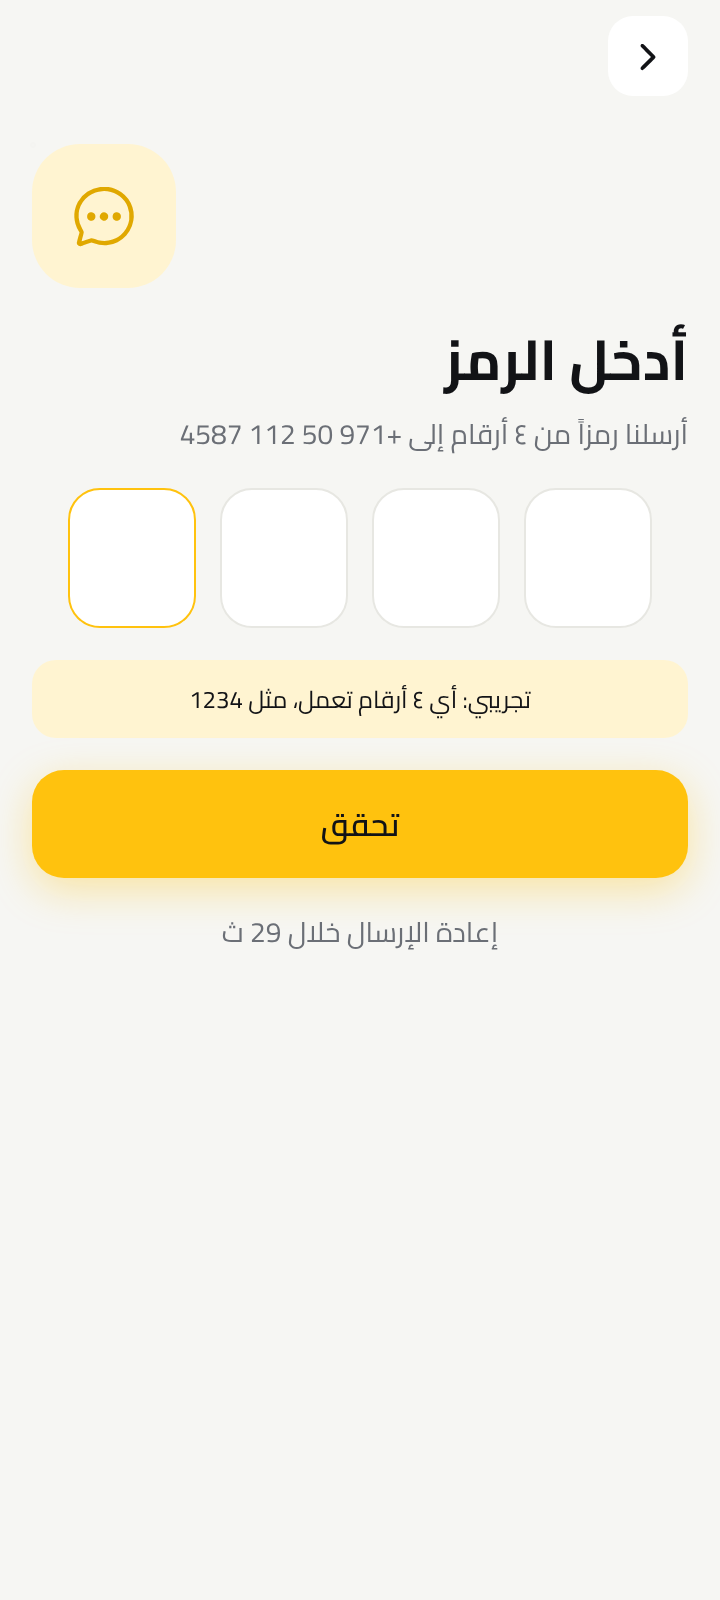 أدخل الرمز
أرسلنا رمزاً من ٤ أرقام إلى +971 50 112 4587
تجريبي: أي ٤ أرقام تعمل، مثل 1234
تحقق
إعادة الإرسال خلال 29 ث